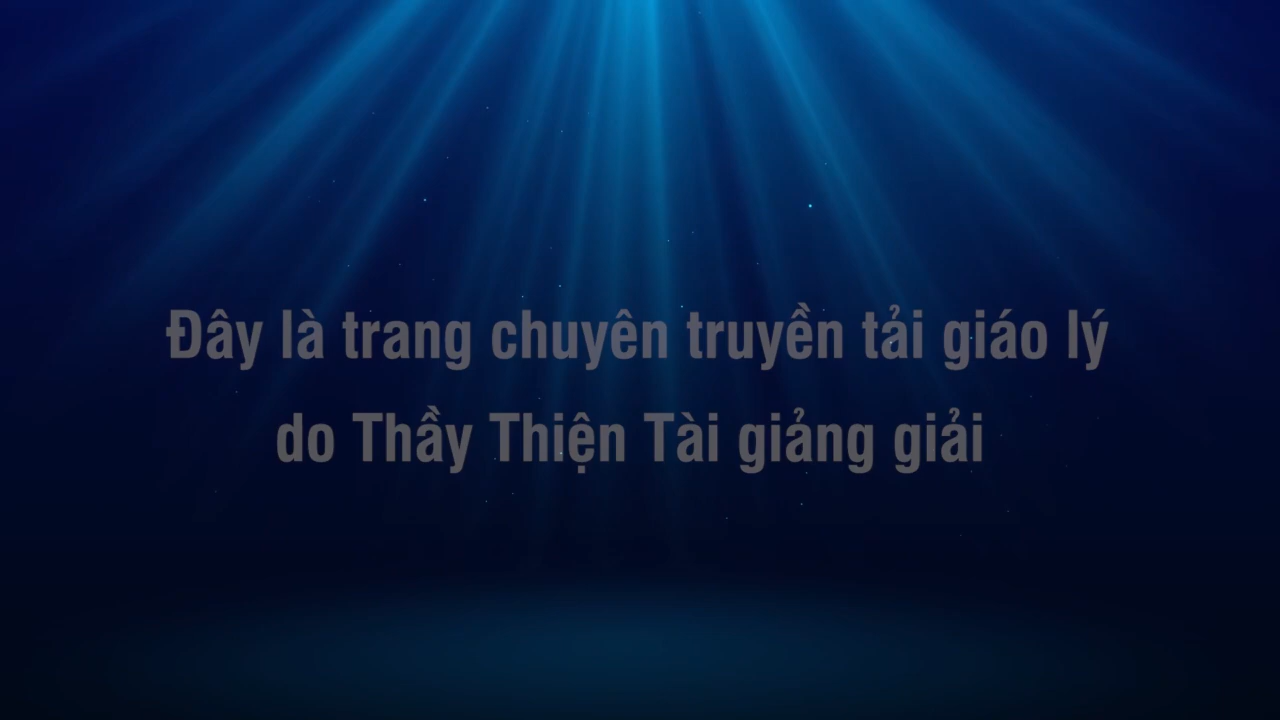 Đây là trang chuyên truyền tải giáo lý
do Thầy Thiện Tài giảng giải